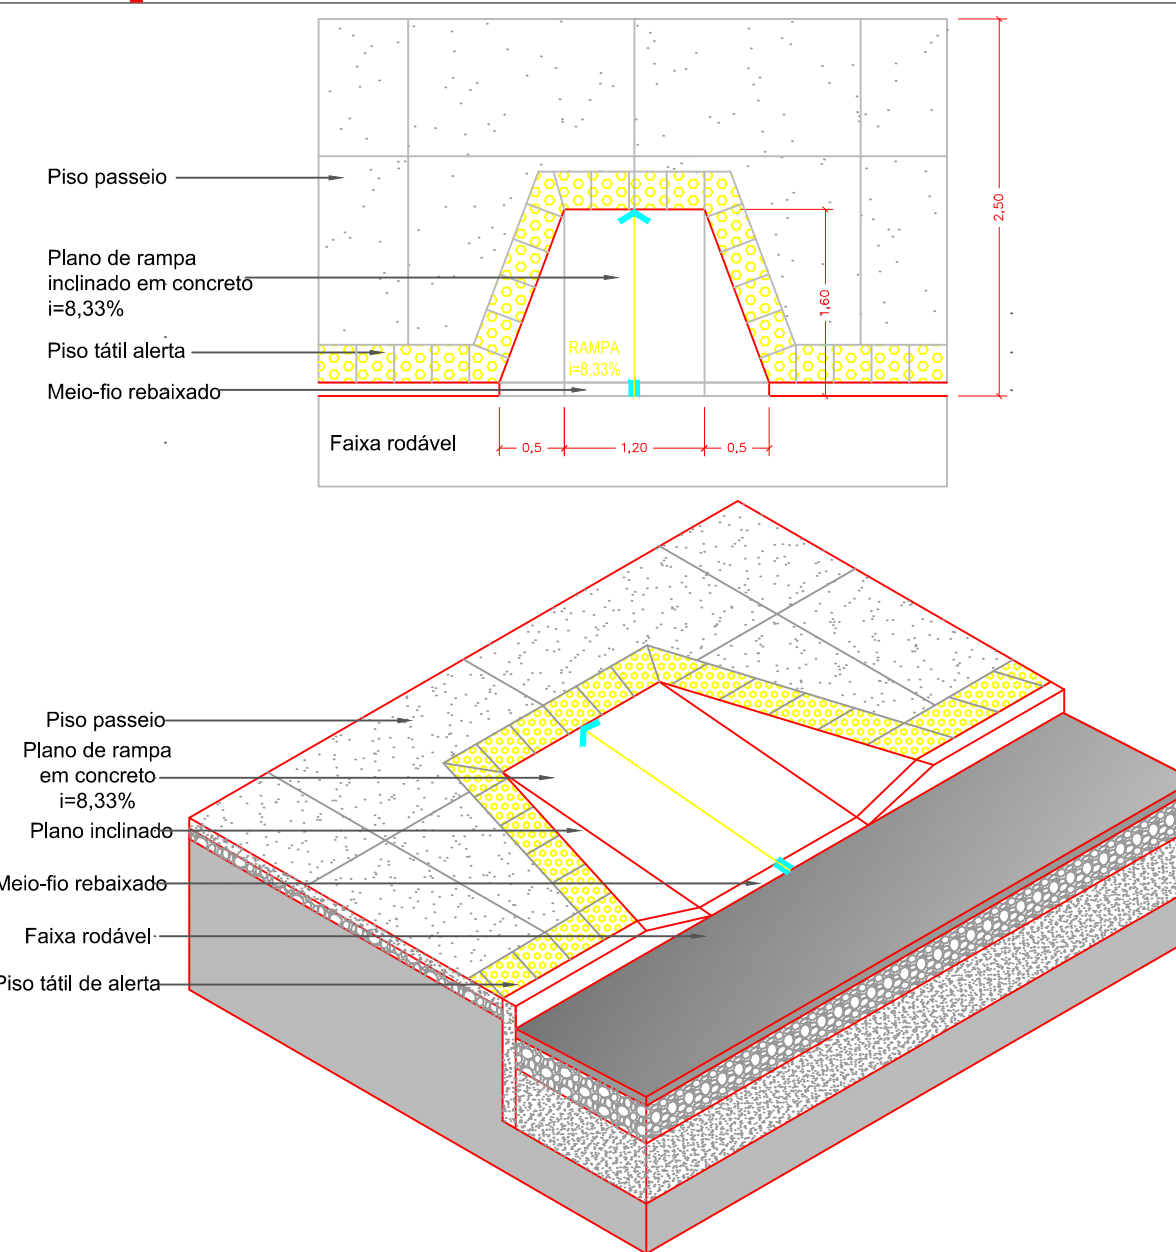 Piso passeio
2,50
Plano de rampa
inclinado em concreto
i=8,33%
1,60
Piso tátil alerta
RAMPA
i=8,33%
Meio-fio rebaixado
Faixa rodável
0,5
1,20
0,5
Piso passeio
Plano de rampa
em concreto
i=8,33%
Plano inclinado
Meio-fio rebaixado
Faixa rodável
Piso tátil de alerta